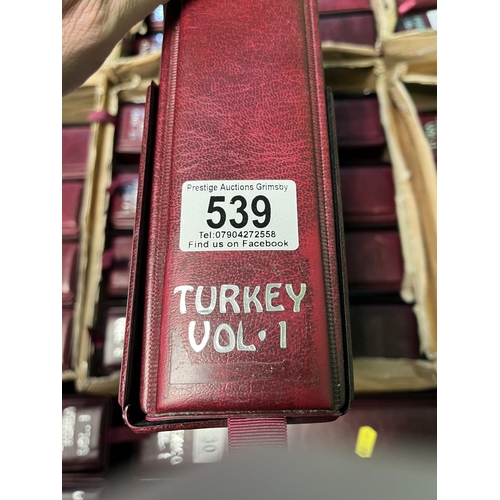 Prestige Auctions Grimsby
539
Tel:07904272558
Find us on Facebook
TURKEY
VOL·1